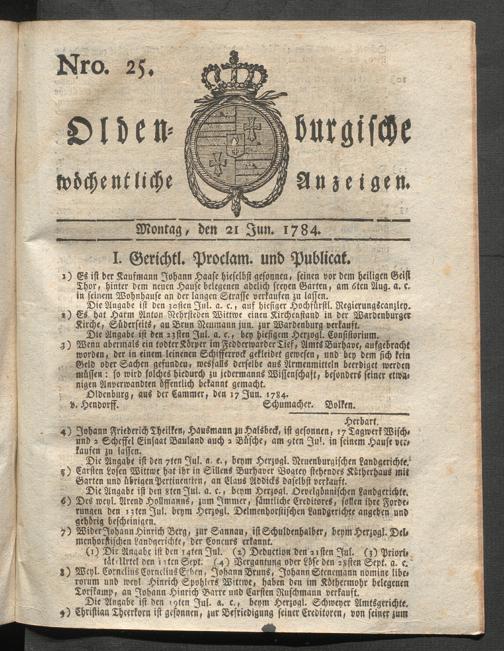 Nro. 25.
Olden- burgische
wöchentliche Anzeigen.
Montag, den 21 Jun. 1784.
I. Gerichtl. Proclam. und Publicat.
1) Es ist der Kaufmann Johann Haase hieselbst gesonnen, seinen vor dem heiligen Geist
Thor, hinter dem neuen Hause belegenen adelich freyen Garten, am 6ten Aug. a. c.
in seinem Wohnhause an der langen Strasse verkaufen zu lassen.
Die Angabe ist den 30sten Jul. a. c., auf hiesiger Hochfürstl. Regierungscanzley.
2) Es hat Harm Anton Rehrsteden Wittwe einen Kirchenstand in der Wardenburger
Kirche, Süderseits, an Brun Neumann jun. zur Wardenburg verkauft.
Die Angabe ist den 23sten Jul. a. c., bey hiesigem Herzogl. Consistorium.
3) Wenn abermals ein todter Körper im Fedderwarder Tief, Amts Burhave, aufgebracht
worden, der in einem leinenen Schifferrock gekleidet gewesen, und bey dem sich kein
Geld oder Sachen gefunden, weshalls derselbe aus Armenmitteln beerdiget werden
müssen: so wird solches hiedurch zu jedermanns Wissenschaft, besonders seiner etwa-
nigen Anverwandten öffentlich bekannt gemacht.
Oldenburg, aus der Cammer, den 17 Jun. 1784.
v. Hendorff. Schumacher. Volken.
Herbart.
4) Johann Friederich Theilken, Hausmann zu Halsbeck, ist gesonnen, 17 Tagwerk Wisch-
und 2 Scheffel Einsaat Bauland auch 2 Büsche, am 9ten Jul. in seinem Hause ver-
kaufen zu lassen.
Die Angabe ist den 7ten Jul. a. c., beym Herzogl. Neuenburgischen Landgerichte.
5) Carsten Losen Wittwe hat ihr in Sillens Burhaver Vogtey stehendes Kötherhaus mit
Garten und übrigen Pertinentien, an Claus Addicks daselbst verkauft.
Die Angabe ist den 8ten Jul. a. c., beym Herzogl. Ovelgönnischen Landgerichte.
6) Des weyl. Arend Hollmanns, zum Immer, sämtliche Creditores, sollen ihre Forde-
rungen den 13ten Jul. beym Herzogl. Delmenhorstischen Landgerichte angeben und
gehörig bescheinigen.
7) Wider Johann Hinrich Berg, zur Sannau, ist Schuldenhalber, beym Herzogl. Del-
menhorstischen Landgerichte, der Concurs erkannt.
(1) Die Angabe ist den 14ten Jul. (2) Deduction den 21sten Jul. (3) Priori-
tät-Urtel den 11ten Sept. (4) Vergantung oder Löse den 28sten Sept. a. c.
8) Weyl. Cornelius Cornelius Erben, Johann Bruns, Johann Stenemann nomine libe-
rorum und weyl. Hinrich Spohlers Wittwe, haben den im Köthermohr belegenen
Torfkamp, an Johann Hinrich Barre und Carsten Ruschmann verkauft.
Die Angabe ist den 19ten Jul. a. c., beym Herzogl. Schweyer Amtsgerichte.
9) Christian Theerkorn ist gesonnen, zur Befriedigung seiner Creditoren, von seiner zum